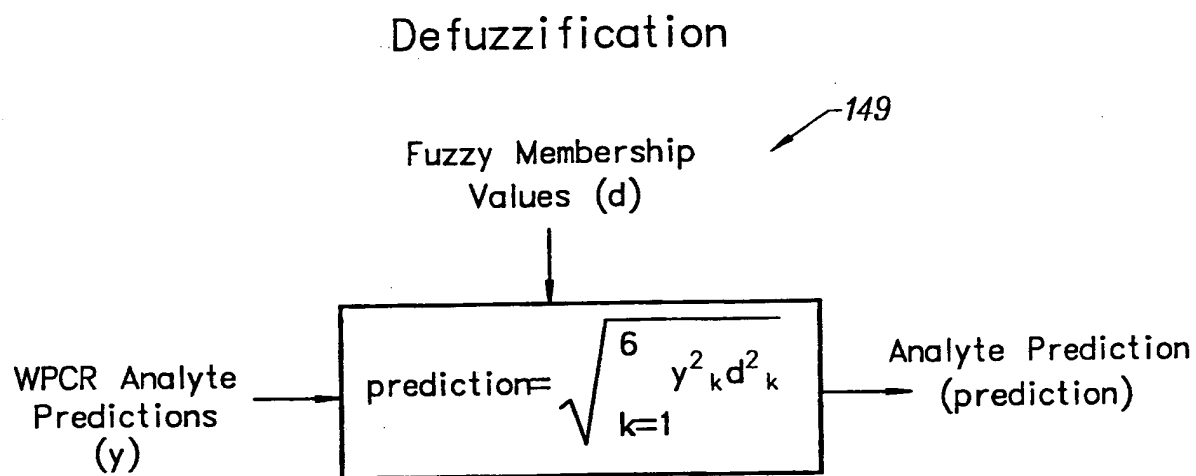 Defuzzification
149
Fuzzy Membership
Values (d)
WPCR Analyte
Predictions
(y)
prediction= √ 6 y²ₖd²ₖ k=1
Analyte Prediction
(prediction)